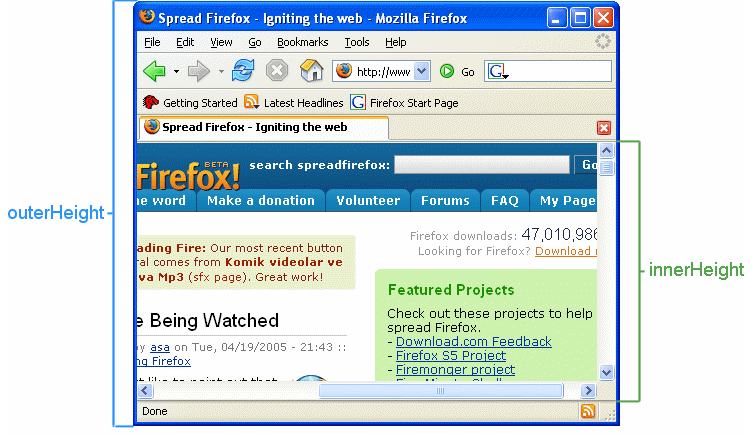 Spread Firefox - Igniting the web - Mozilla Firefox
File Edit View Go Bookmarks Tools Help
http://www Go G
Getting Started Latest Headlines G Firefox Start Page
Spread Firefox - Igniting the web
BETA
Firefox! search spreadfirefox: Go
he word Make a donation Volunteer Forums FAQ My Page
outerHeight
Firefox downloads: 47,010,986
Looking for Firefox? Download
ading Fire: Our most recent button
ral comes from Komik videolar ve
va Mp3 (sfx page). Great work!
innerHeight
Featured Projects
Check out these projects to help
spread Firefox.
- Download.com Feedback
- Firefox S5 Project
- Firemonger project
e Being Watched
by asa on Tue, 04/19/2005 - 21:43 ::
ng Firefox
like to point out that
Done